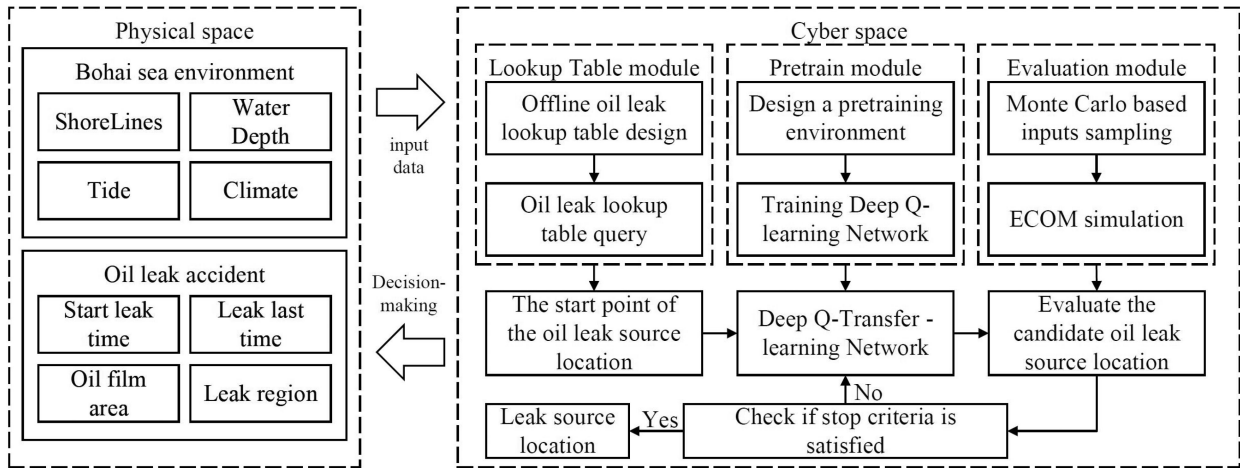 Physical space
Bohai sea environment
ShoreLines
Water
Depth
Tide
Climate
Oil leak accident
Start leak
time
Leak last
time
Oil film
area
Leak region
input
data
Decision-
making
Cyber space
Lookup Table module
Offline oil leak
lookup table design
Oil leak lookup
table query
The start point of
the oil leak source
location
Pretrain module
Design a pretraining
environment
Training Deep Q-
learning Network
Deep Q-Transfer -
learning Network
Evaluation module
Monte Carlo based
inputs sampling
ECOM simulation
Evaluate the
candidate oil leak
source location
No
Check if stop criteria is
satisfied
Yes
Leak source
location